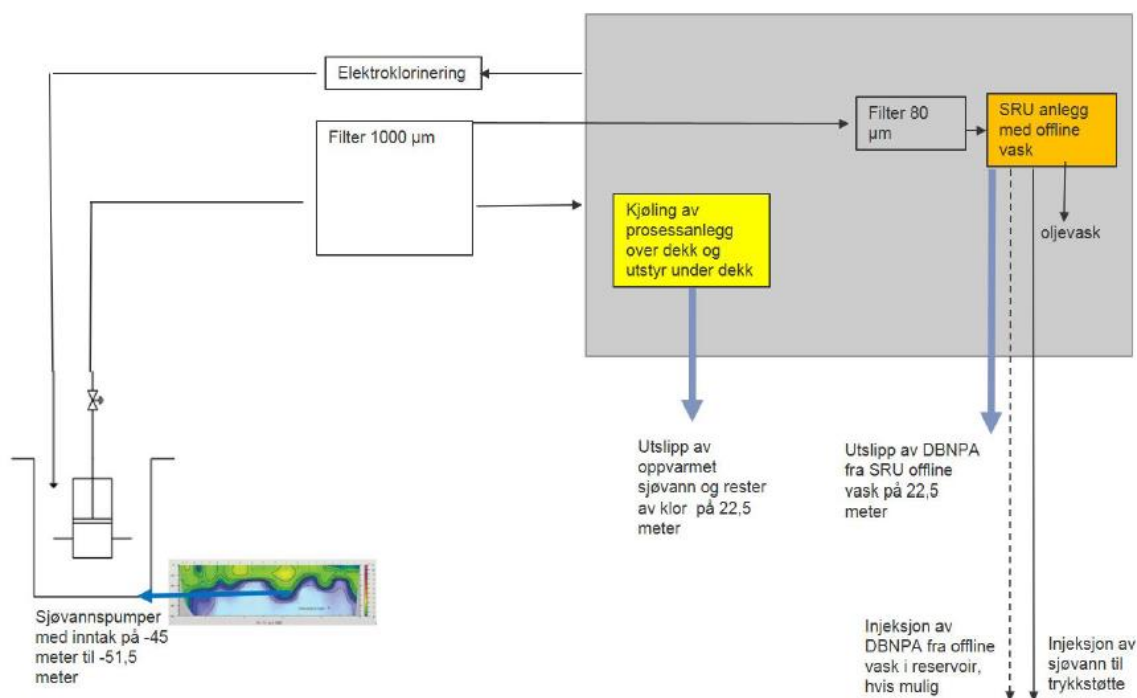 Elektroklorinering
Filter 1000 µm
Filter 80
µm
SRU anlegg
med offline
vask
oljevask
Kjøling av
prosessanlegg
over dekk og
utstyr under
dekk
Utslipp av
oppvarmet
sjøvann og rester
av klor på 22,5
meter
Utslipp av DBNPA
fra SRU offline
vask på 22,5
meter
Sjøvannspumper
med inntak på -45
meter til -51,5
meter
Injeksjon av
DBNPA fra offline
vask i reservoir,
hvis mulig
Injeksjon av
sjøvann til
trykkstøtte